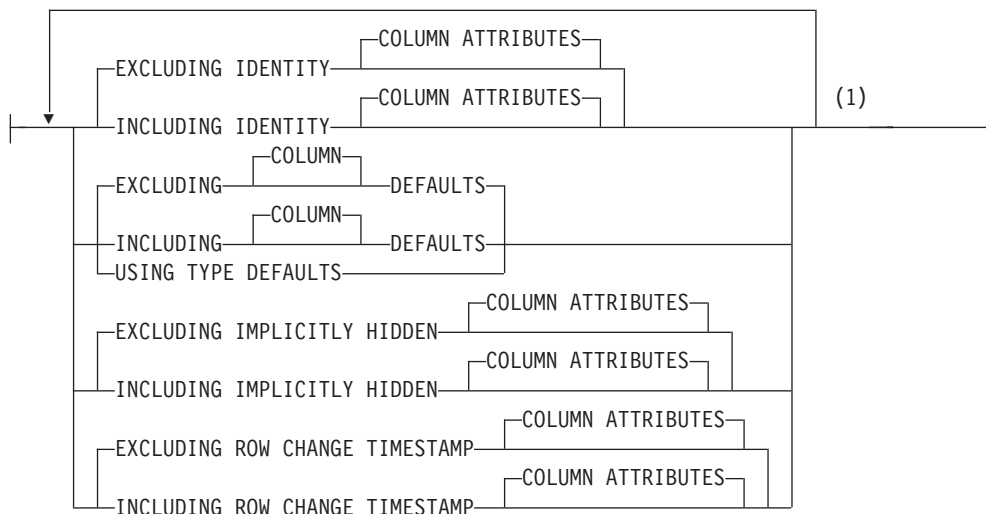 COLUMN ATTRIBUTES
EXCLUDING IDENTITY
COLUMN ATTRIBUTES
(1)
INCLUDING IDENTITY
COLUMN
EXCLUDING DEFAULTS
COLUMN
INCLUDING DEFAULTS
USING TYPE DEFAULTS
COLUMN ATTRIBUTES
EXCLUDING IMPLICITLY HIDDEN
COLUMN ATTRIBUTES
INCLUDING IMPLICITLY HIDDEN
COLUMN ATTRIBUTES
EXCLUDING ROW CHANGE TIMESTAMP
COLUMN ATTRIBUTES
INCLUDING ROW CHANGE TIMESTAMP